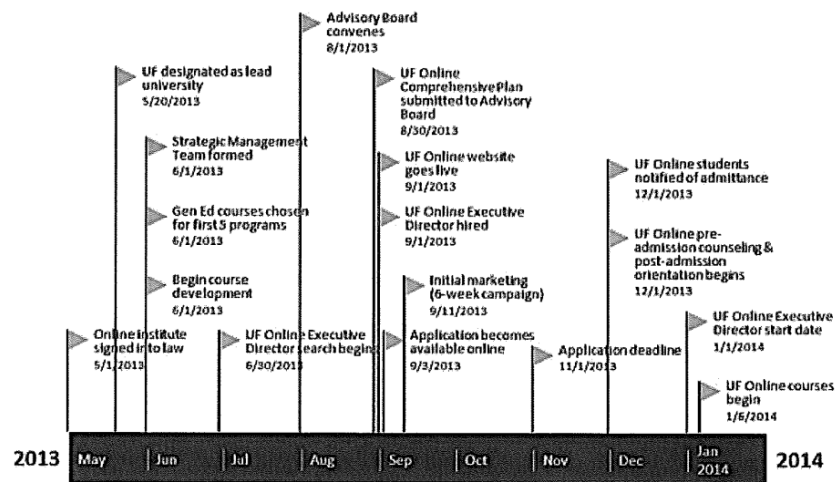 Advisory Board
convenes
8/1/2013
UF designated as lead
university
5/20/2013
UF Online
Comprehensive Plan
submitted to Advisory
Board
8/30/2013
Strategic Management
Team formed
6/1/2013
UF Online website
goes live
9/1/2013
UF Online students
notified of admittance
12/1/2013
Gen Ed courses chosen
for first 5 programs
6/1/2013
UF Online Executive
Director hired
9/1/2013
UF Online pre-
admission counseling &
post-admission
orientation begins
12/1/2013
Begin course
development
6/1/2013
Initial marketing
(6-week campaign)
9/11/2013
UF Online Executive
Director start date
1/1/2014
Online institute
signed into law
5/1/2013
UF Online Executive
Director search begins
6/30/2013
Application becomes
available online
9/3/2013
Application deadline
11/1/2013
UF Online courses
begin
1/6/2014
2013 May Jun Jul Aug Sep Oct Nov Dec Jan 2014
2014